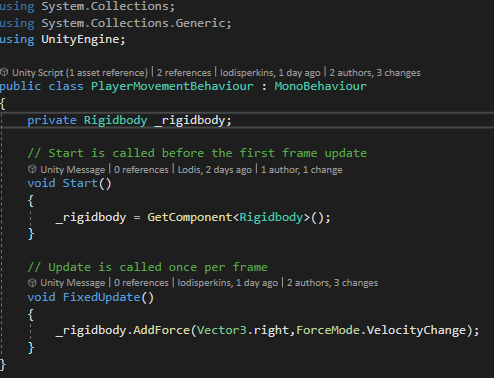 using System.Collections;
using System.Collections.Generic;
using UnityEngine;
Unity Script (1 asset reference) | 2 references | lodisperkins, 1 day ago | 2 authors, 3 changes
public class PlayerMovementBehaviour : MonoBehaviour
{
private Rigidbody _rigidbody;
// Start is called before the first frame update
Unity Message | 0 references | Lodis, 2 days ago | 1 author, 1 change
void Start()
{
_rigidbody = GetComponent<Rigidbody>();
}
// Update is called once per frame
Unity Message | 0 references | lodisperkins, 1 day ago | 2 authors, 3 changes
void FixedUpdate()
{
_rigidbody.AddForce(Vector3.right,ForceMode.VelocityChange);
}
}